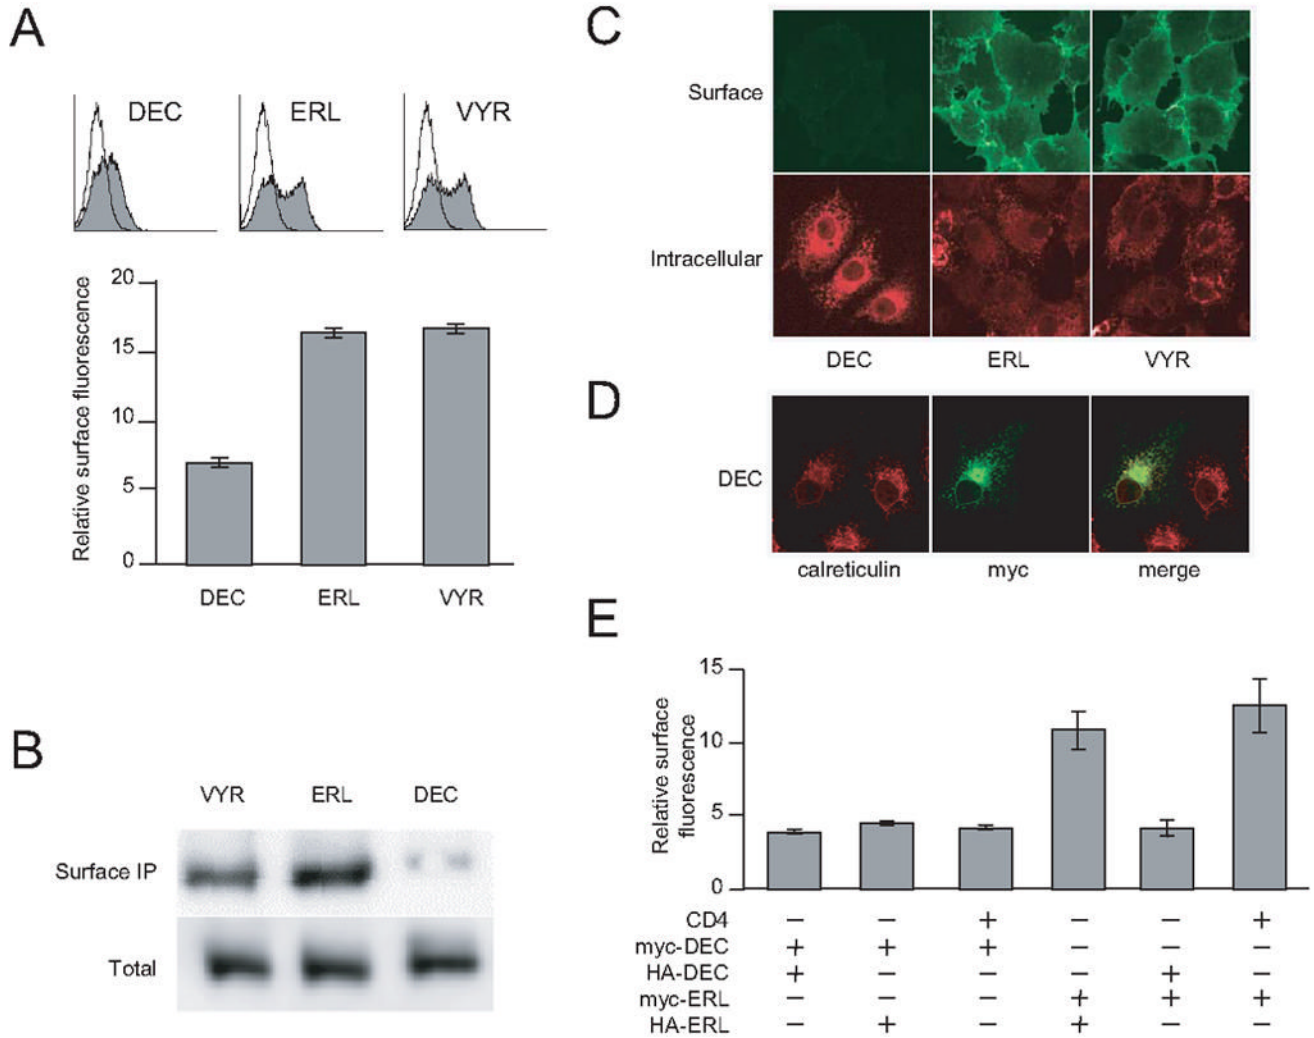 A
DEC ERL VYR
Relative surface fluorescence
20
15
10
5
0
DEC ERL VYR
B
VYR ERL DEC
Surface IP
Total
C
Surface
Intracellular
DEC ERL VYR
D
DEC
calreticulin myc merge
E
Relative surface
fluorescence
15
10
5
0
CD4 – – + – – +
myc-DEC + + + – – –
HA-DEC + – – – + –
myc-ERL – – – + + +
HA-ERL – + – + – –